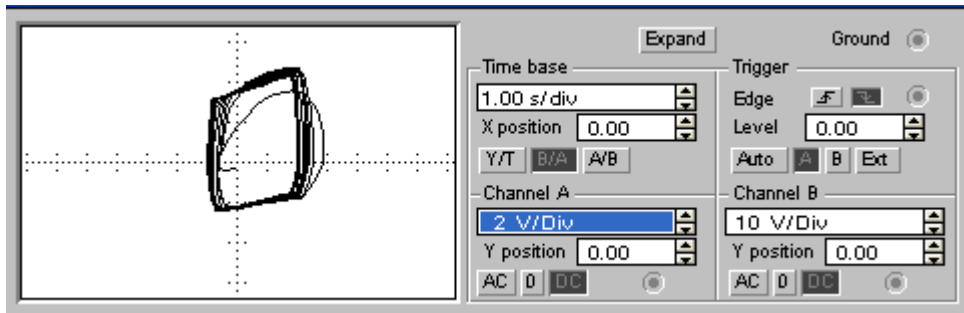 Expand Ground
Time base Trigger
1.00 s/div Edge
X position 0.00 Level 0.00
Y/T B/A A/B Auto A B Ext
Channel A Channel B
2 V/Div 10 V/Div
Y position 0.00 Y position 0.00
AC 0 DC AC 0 DC